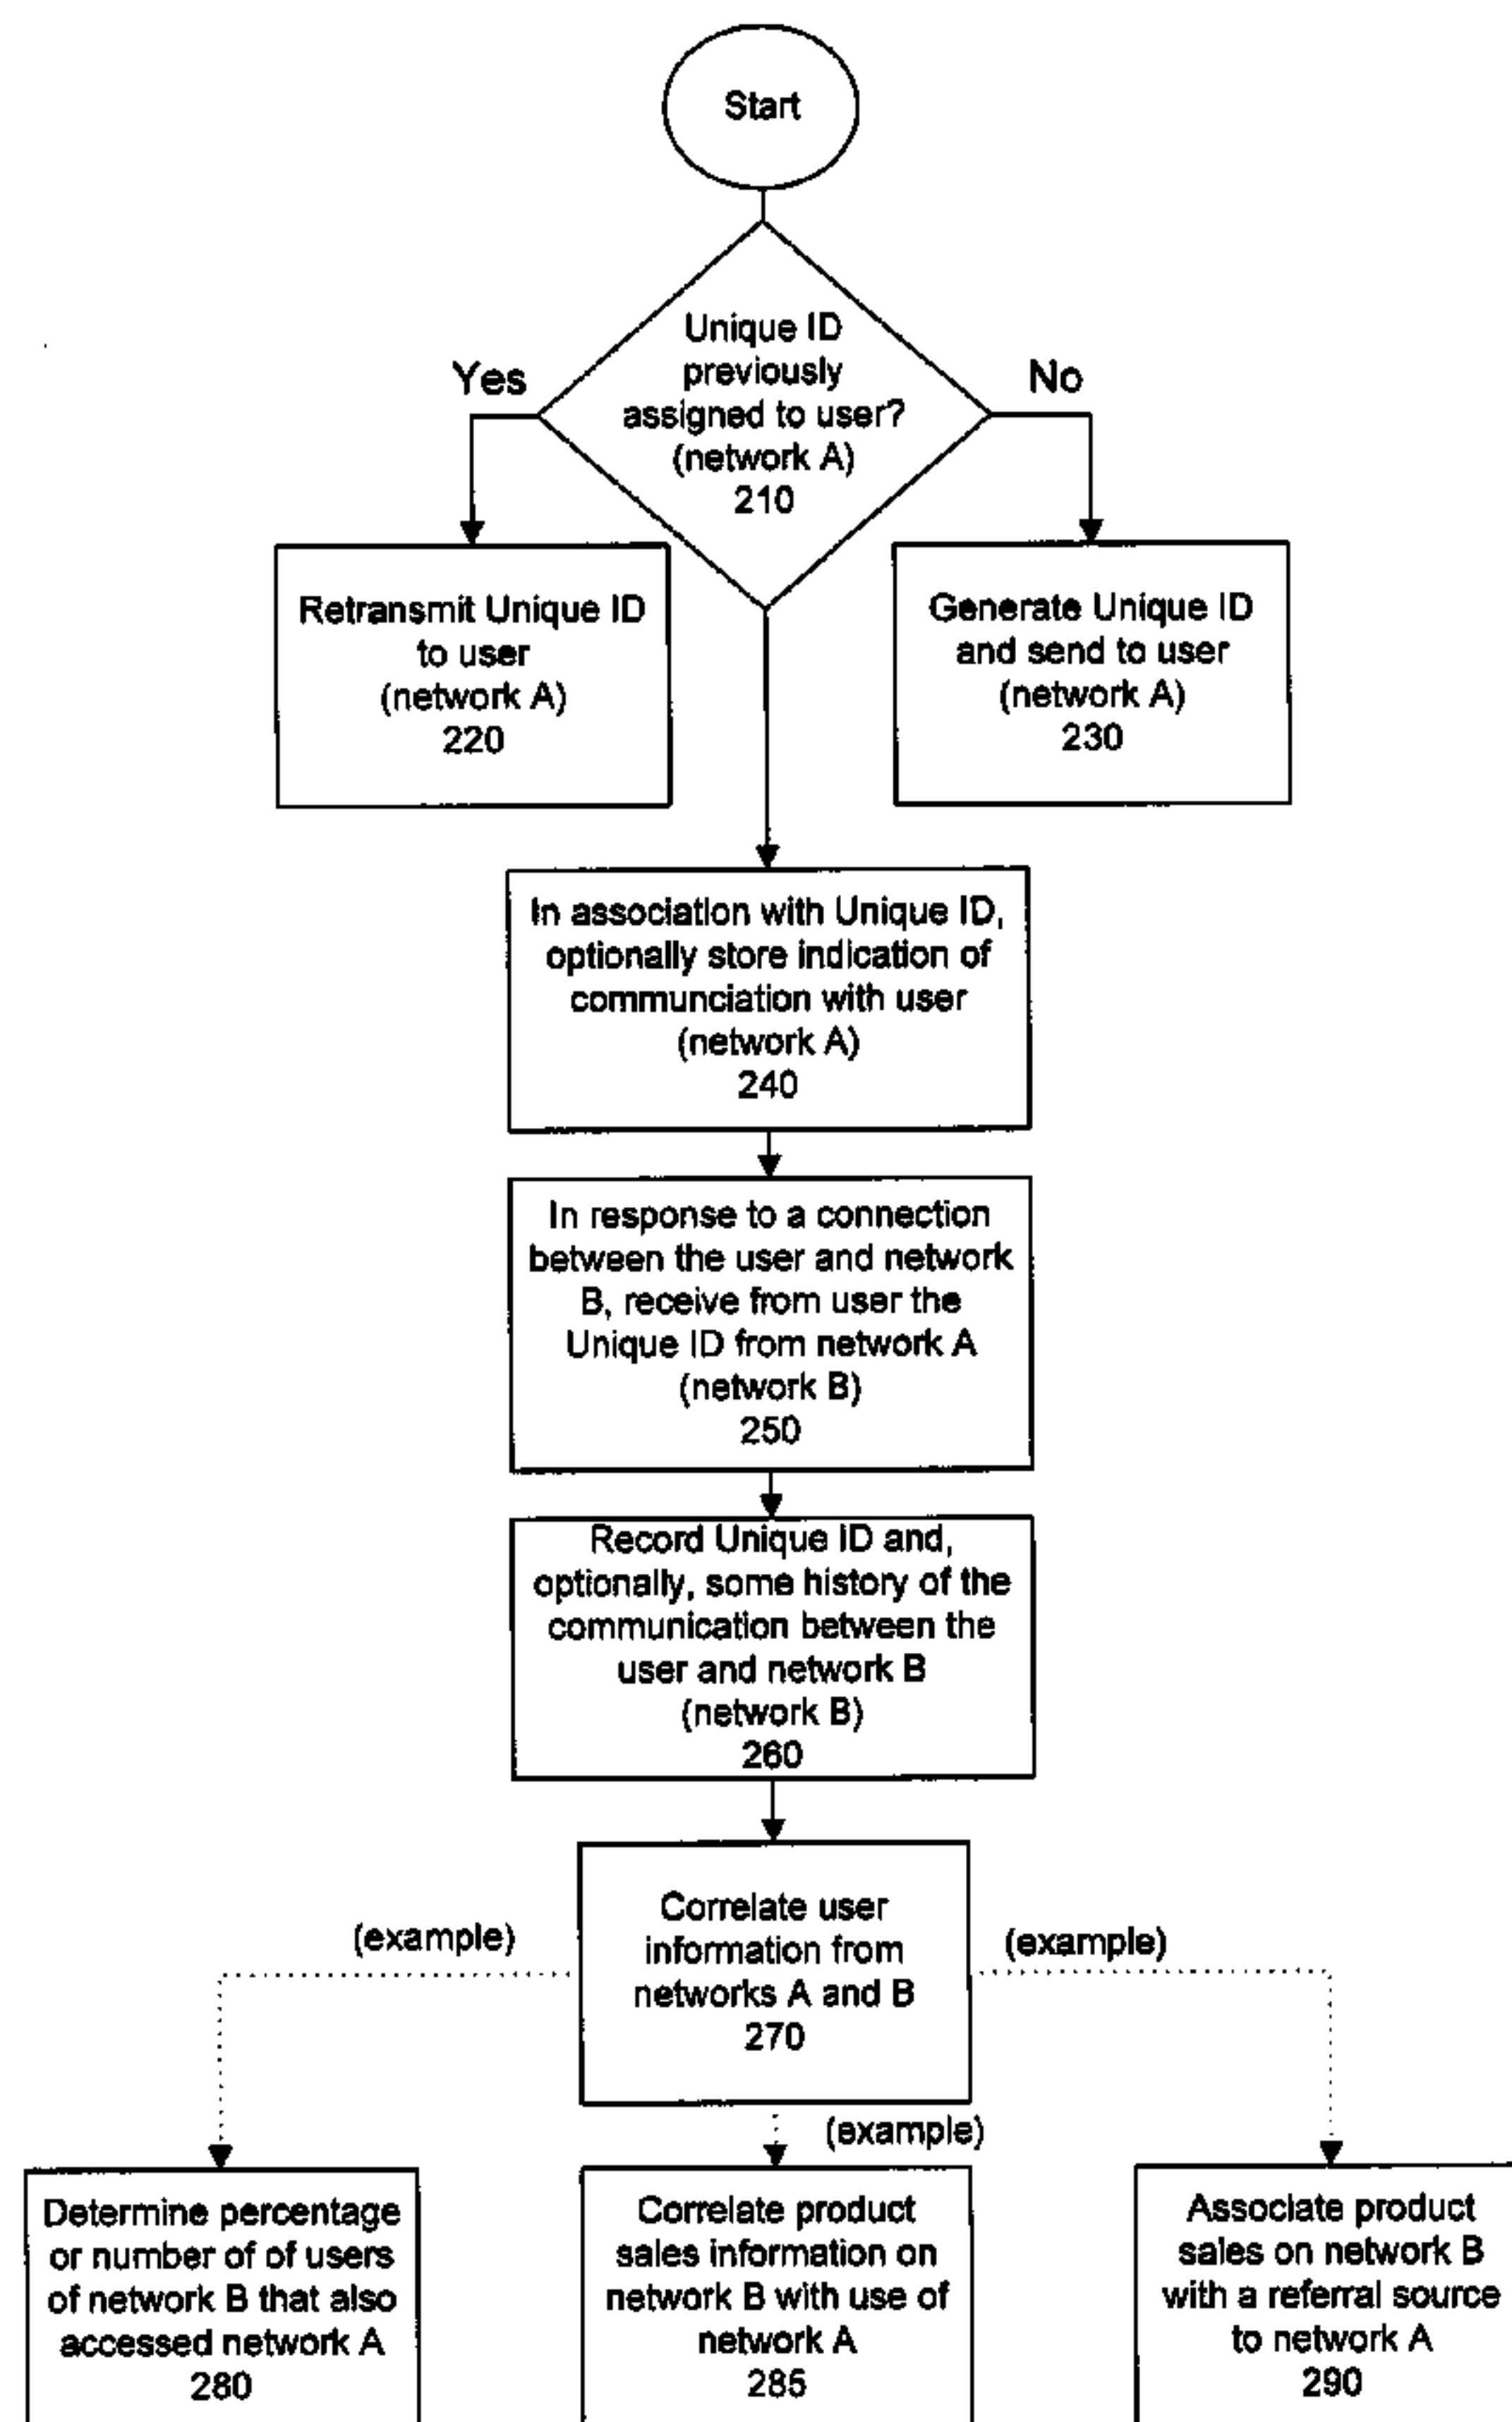 Start
Unique ID
previously
assigned to user?
(network A)
210
Yes
No
Retransmit Unique ID
to user
(network A)
220
Generate Unique ID
and send to user
(network A)
230
In association with Unique ID,
optionally store indication of
communciation with user
(network A)
240
In response to a connection
between the user and network
B, receive from user the
Unique ID from network A
(network B)
250
Record Unique ID and,
optionally, some history of the
communication between the
user and network B
(network B)
260
Correlate user
information from
networks A and B
270
(example)
(example)
(example)
Determine percentage
or number of of users
of network B that also
accessed network A
280
Correlate product
sales information on
network B with use of
network A
285
Associate product
sales on network B
with a referral source
to network A
290